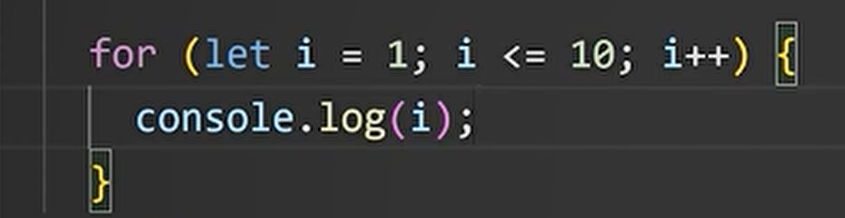 for (let i = 1; i <= 10; i++) {
  console.log(i);
}